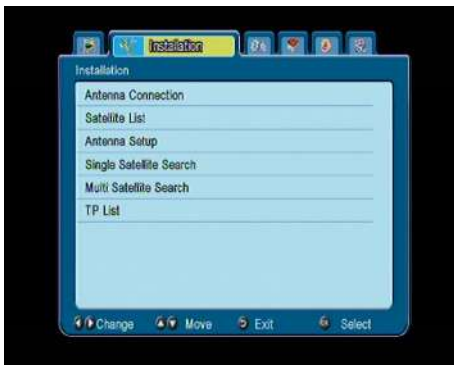 Installation
Installation
Antenna Connection
Satellite List
Antenna Setup
Single Satellite Search
Multi Satellite Search
TP List
Change Move Exit Select